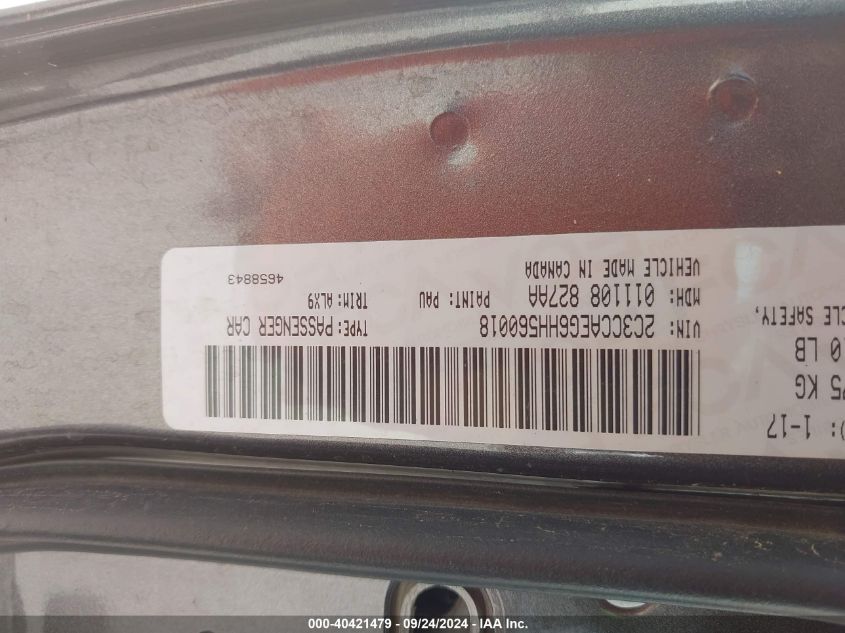 D: 1-17
5 KG
0 LB
CLE SAFETY,
VIN: 2C3CCAEG6HH560018
TYPE: PASSENGER CAR
MDH: 011108 827AA
PAINT: PAU
TRIM: ALX9
VEHICLE MADE IN CANADA
4658843
000-40421479 - 09/24/2024 - IAA Inc.